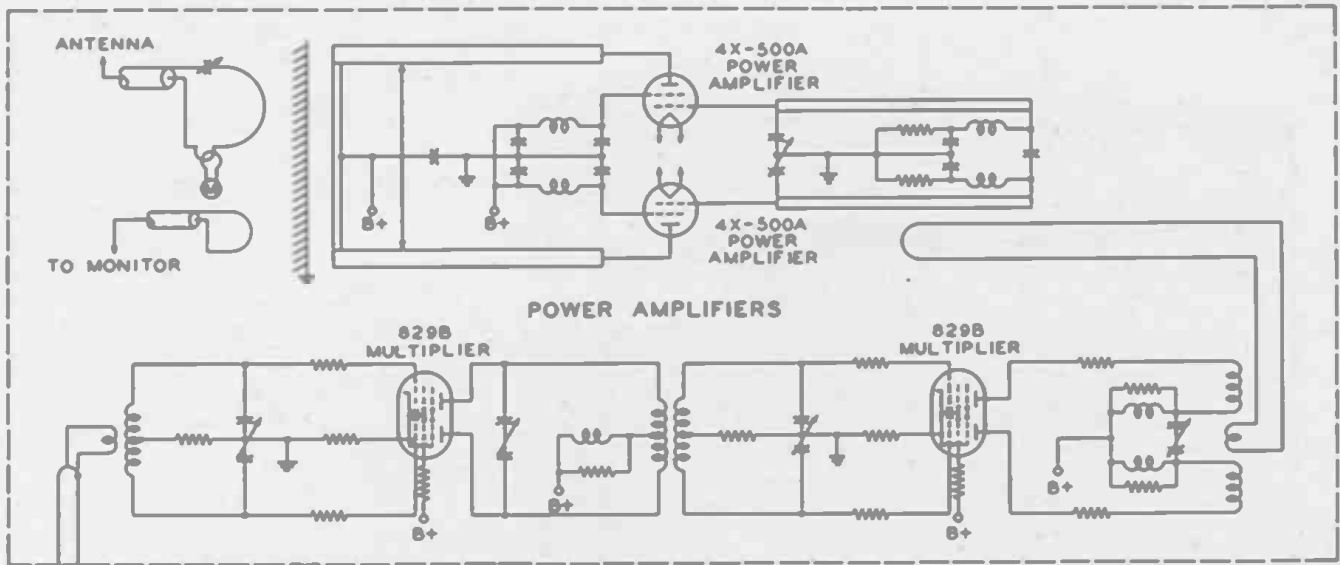 ANTENNA
4X-500A
POWER
AMPLIFIER
B+
B+
M
TO MONITOR
4X-500A
POWER
AMPLIFIER
POWER AMPLIFIERS
829B
MULTIPLIER
829B
MULTIPLIER
B+
B+
B+
B+